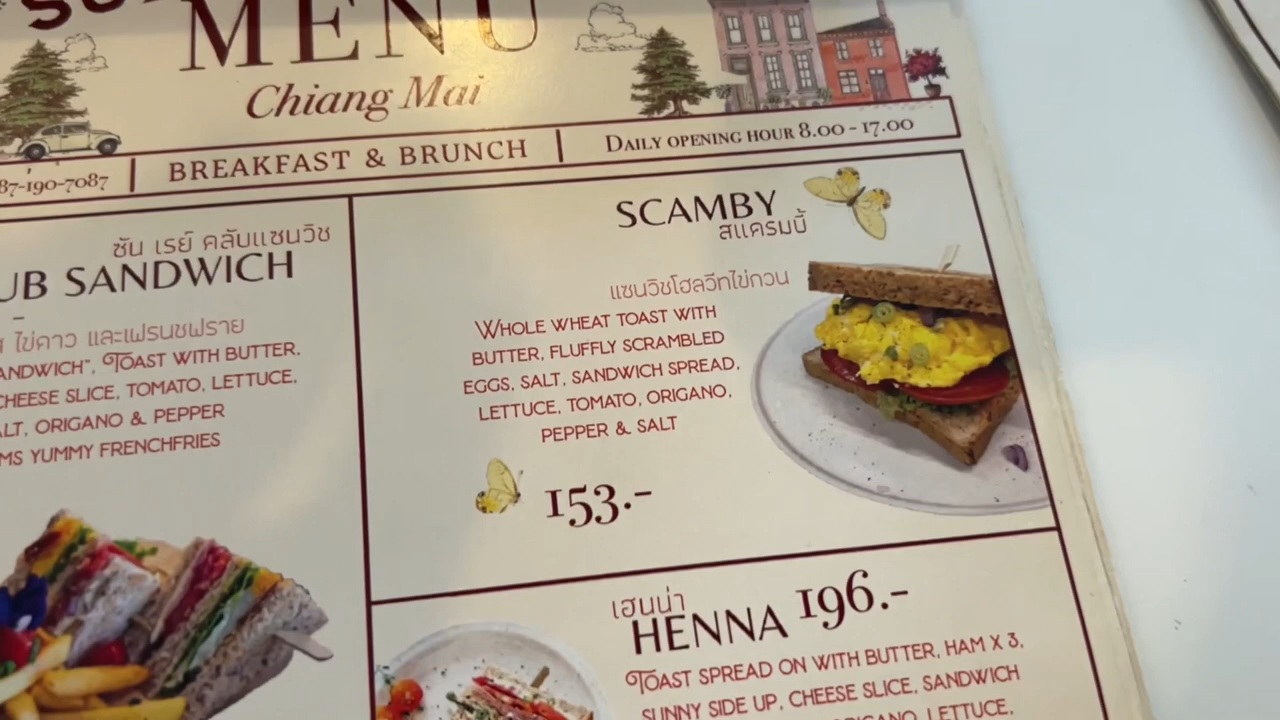 MENU
Chiang Mai
87-190-7087
BREAKFAST & BRUNCH
DAILY OPENING HOUR 8.00 - 17.00
ซัน เรย์ คลับแซนวิช
UB SANDWICH
ไข่ดาว และเฟรนชฟราย
ANDWICH", TOAST WITH BUTTER,
CHEESE SLICE, TOMATO, LETTUCE,
ALT, ORIGANO & PEPPER
MS YUMMY FRENCHFRIES
SCAMBY
สแครมบี้
แซนวิชโฮลวีทไข่กวน
WHOLE WHEAT TOAST WITH
BUTTER, FLUFFLY SCRAMBLED
EGGS, SALT, SANDWICH SPREAD,
LETTUCE, TOMATO, ORIGANO,
PEPPER & SALT
153.-
เฮนน่า
HENNA 196.-
TOAST SPREAD ON WITH BUTTER, HAM X 3,
SUNNY SIDE UP, CHEESE SLICE, SANDWICH
ORIGANO, LETTUCE,